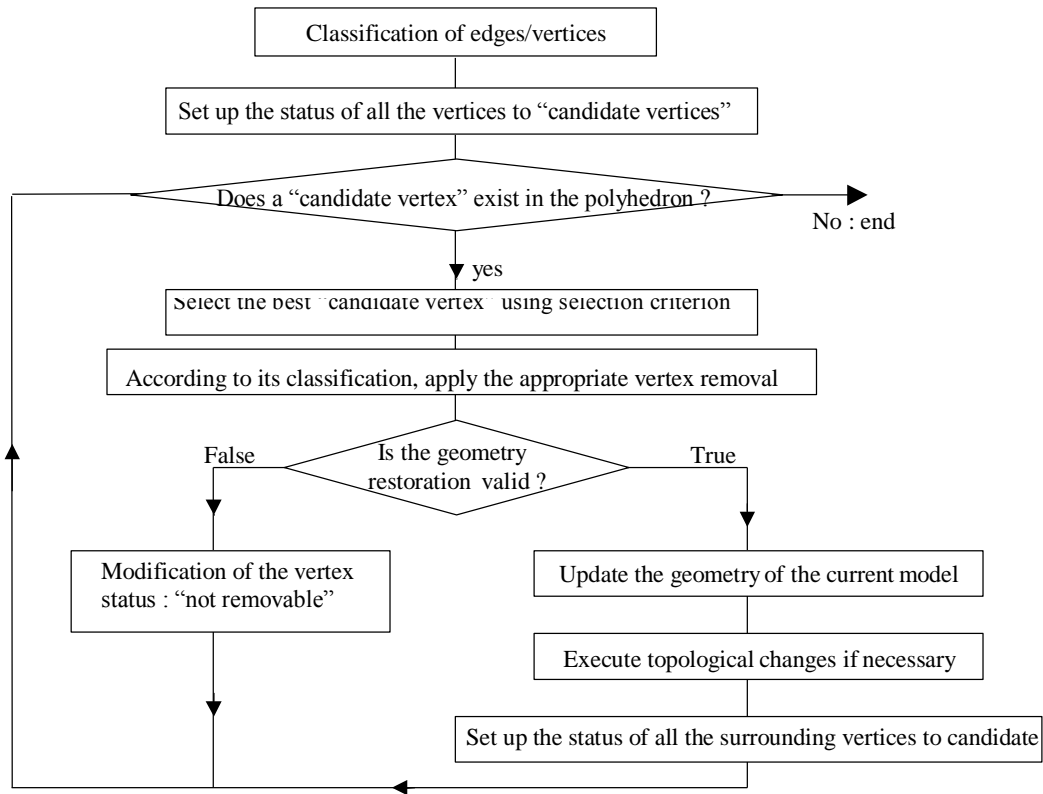 Classification of edges/vertices
Set up the status of all the vertices to “candidate vertices”
Does a “candidate vertex” exist in the polyhedron ?
No : end
yes
Select the best “candidate vertex” using selection criterion
According to its classification, apply the appropriate vertex removal
False
Is the geometry
restoration valid ?
True
Modification of the vertex
status : “not removable”
Update the geometry of the current model
Execute topological changes if necessary
Set up the status of all the surrounding vertices to candidate